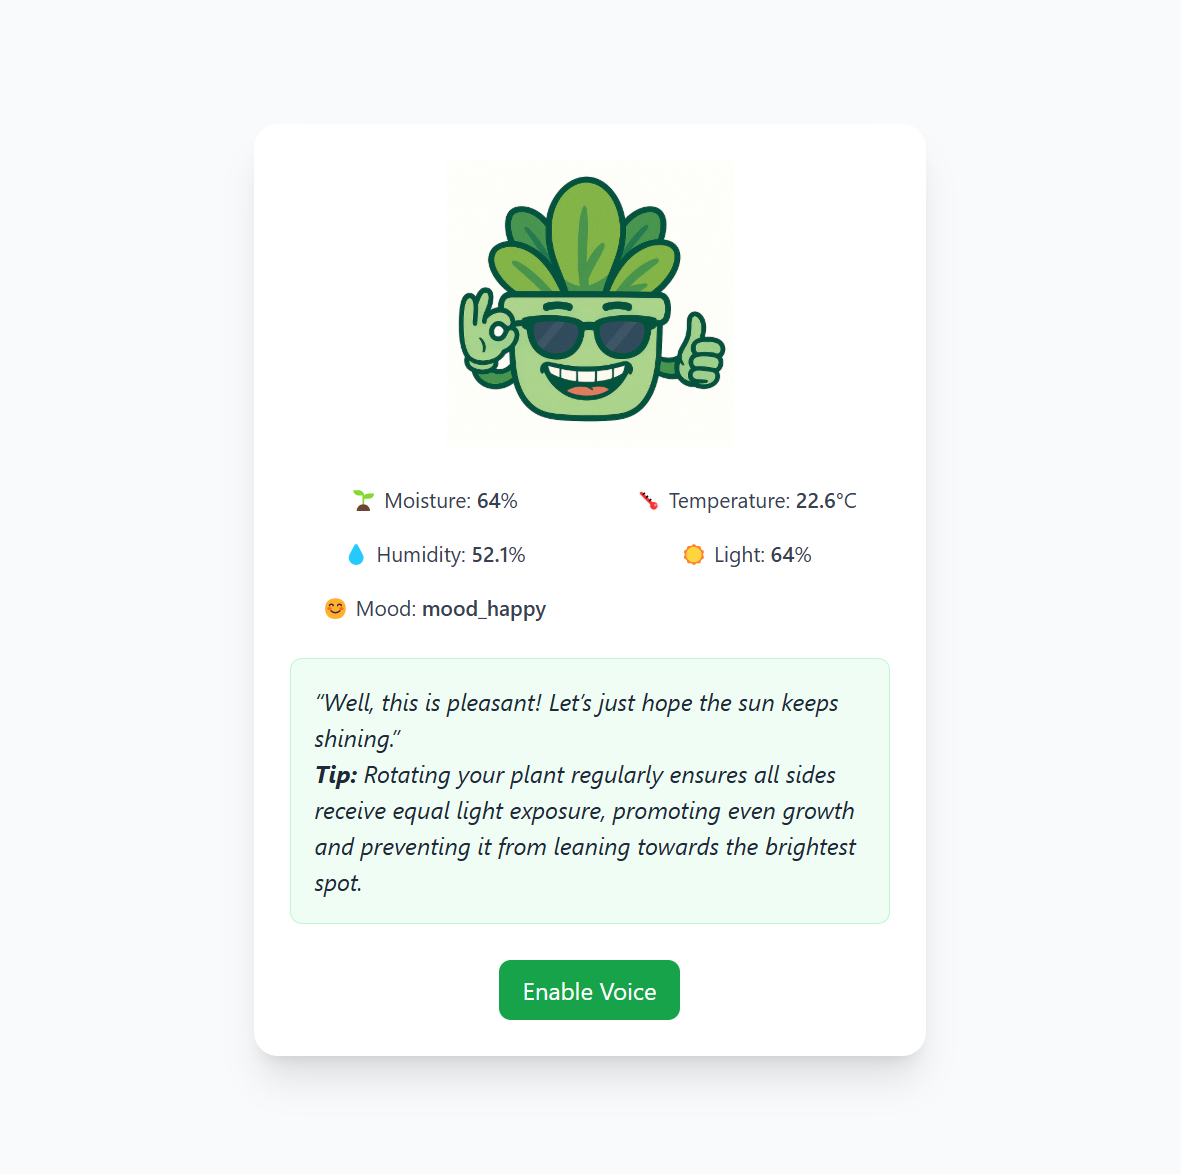 Moisture: 64%
Temperature: 22.6°C
Humidity: 52.1%
Light: 64%
Mood: mood_happy
“Well, this is pleasant! Let’s just hope the sun keeps
shining.”
Tip: Rotating your plant regularly ensures all sides
receive equal light exposure, promoting even growth
and preventing it from leaning towards the brightest
spot.
Enable Voice